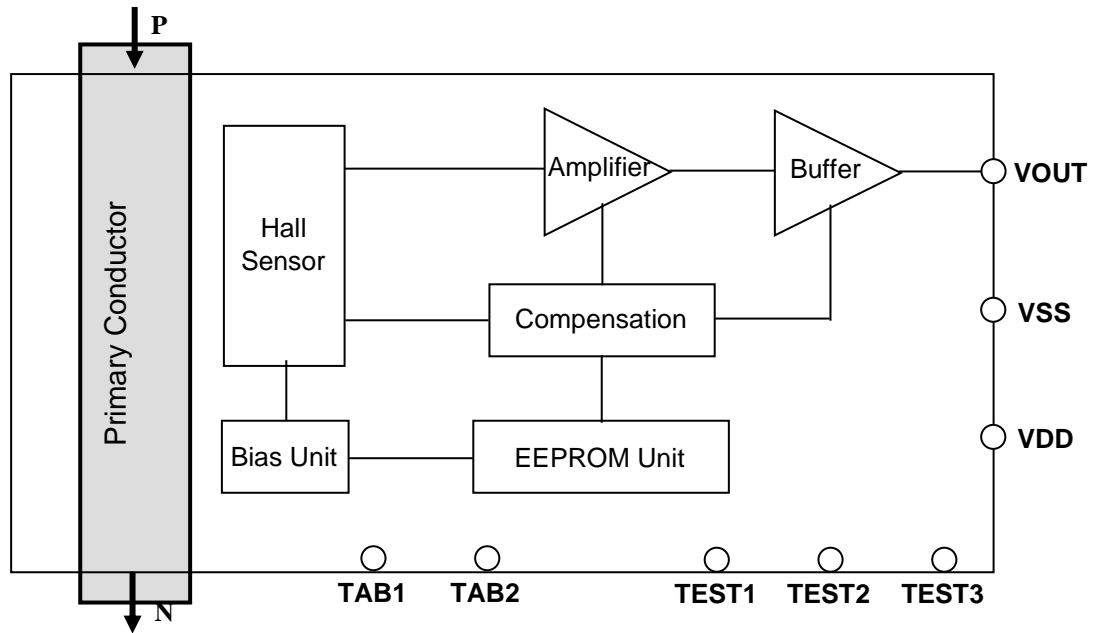 P
Primary Conductor
Hall
Sensor
Amplifier
Buffer
VOUT
Compensation
VSS
Bias Unit
EEPROM Unit
VDD
TAB1
TAB2
TEST1
TEST2
TEST3
N